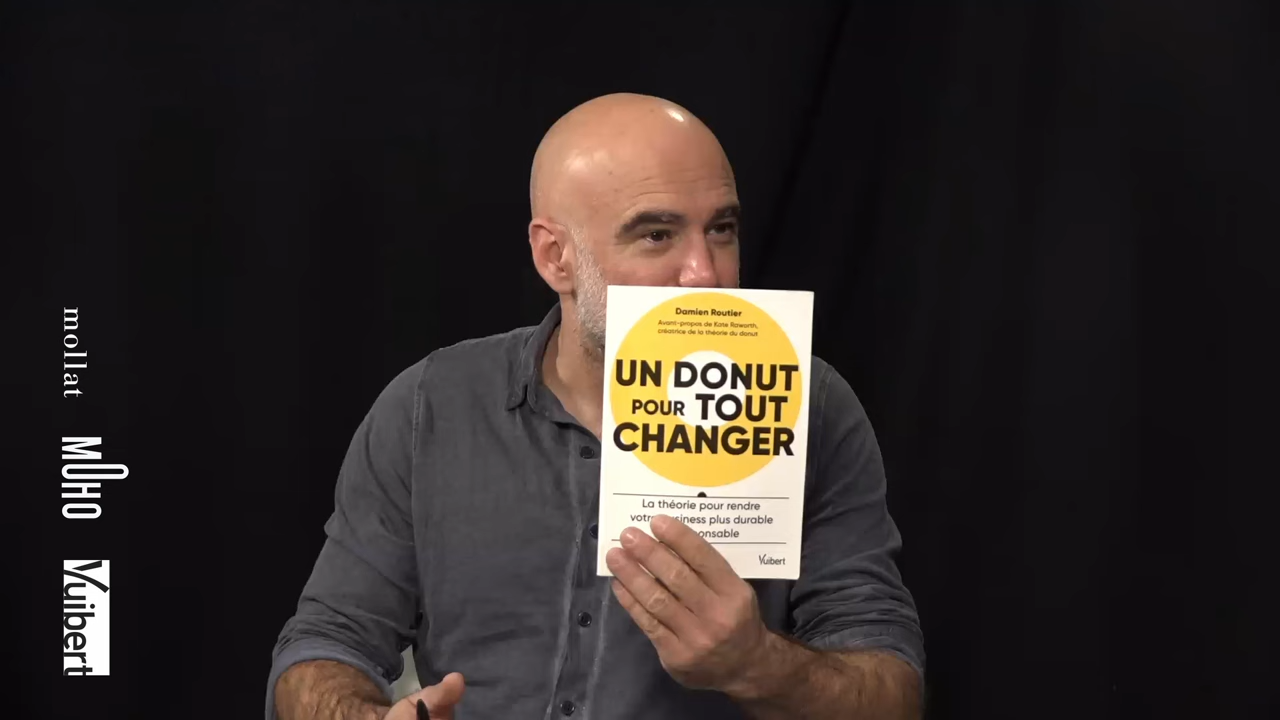 mollat
MOHO
Vuibert
Damien Routier
Avant-propos de Kate Raworth,
créatrice de la théorie du donut
UN DONUT
POUR TOUT
CHANGER
La théorie pour rendre
plus durable
Vuibert